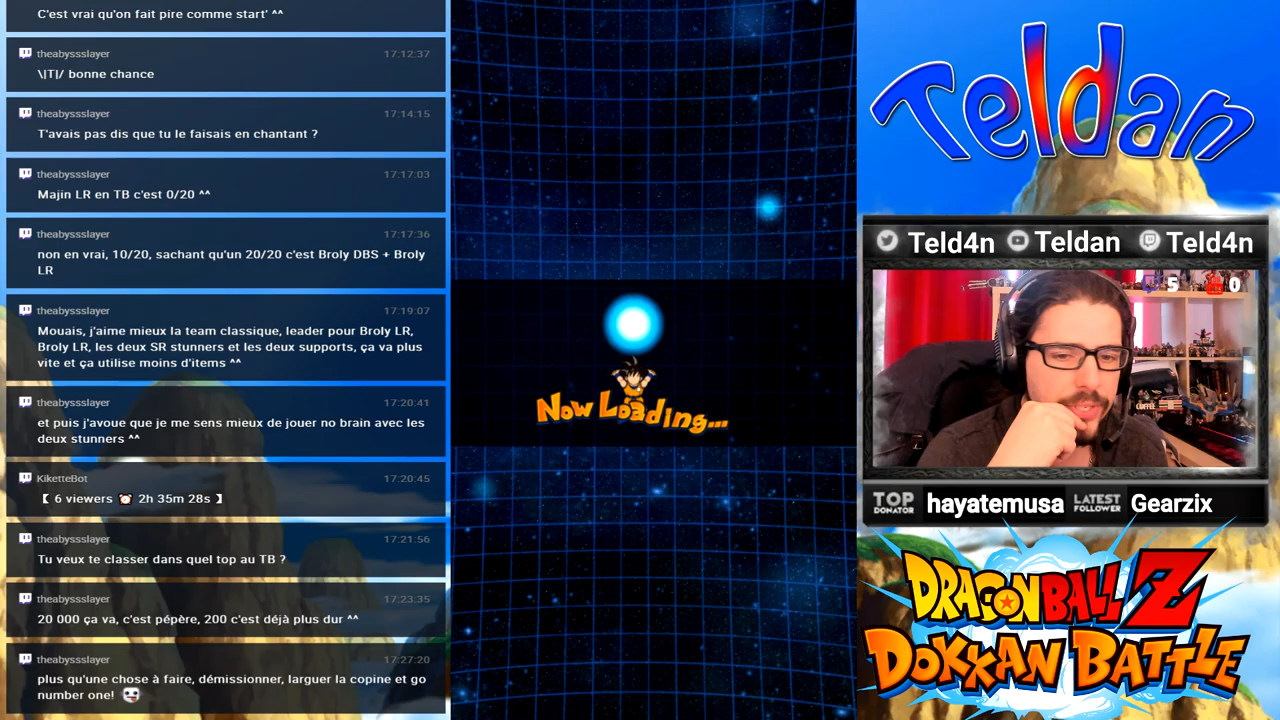 C'est vrai qu'on fait pire comme start' ^^
theabyssslayer 17:12:37
\|T|/ bonne chance
theabyssslayer 17:14:15
T'avais pas dis que tu le faisais en chantant ?
theabyssslayer 17:17:03
Majin LR en TB c'est 0/20 ^^
theabyssslayer 17:17:36
non en vrai, 10/20, sachant qu'un 20/20 c'est Broly DBS + Broly
LR
theabyssslayer 17:19:07
Mouais, j'aime mieux la team classique, leader pour Broly LR,
Broly LR, les deux SR stunners et les deux supports, ça va plus
vite et ça utilise moins d'items ^^
theabyssslayer 17:20:41
et puis j'avoue que je me sens mieux de jouer no brain avec les
deux stunners ^^
KiketteBot 17:20:45
【 6 viewers ⏰ 2h 35m 28s 】
theabyssslayer 17:21:56
Tu veux te classer dans quel top au TB ?
theabyssslayer 17:23:35
20 000 ça va, c'est pépère, 200 c'est déjà plus dur ^^
theabyssslayer 17:27:20
plus qu'une chose à faire, démissionner, larguer la copine et go
number one!
Now Loading...
Teldan
Teld4n Teldan Teld4n
5 0
COFFEE
TOP DONATOR hayatemusa LATEST FOLLOWER Gearzix
DRAGONBALL Z
DOKKAN BATTLE